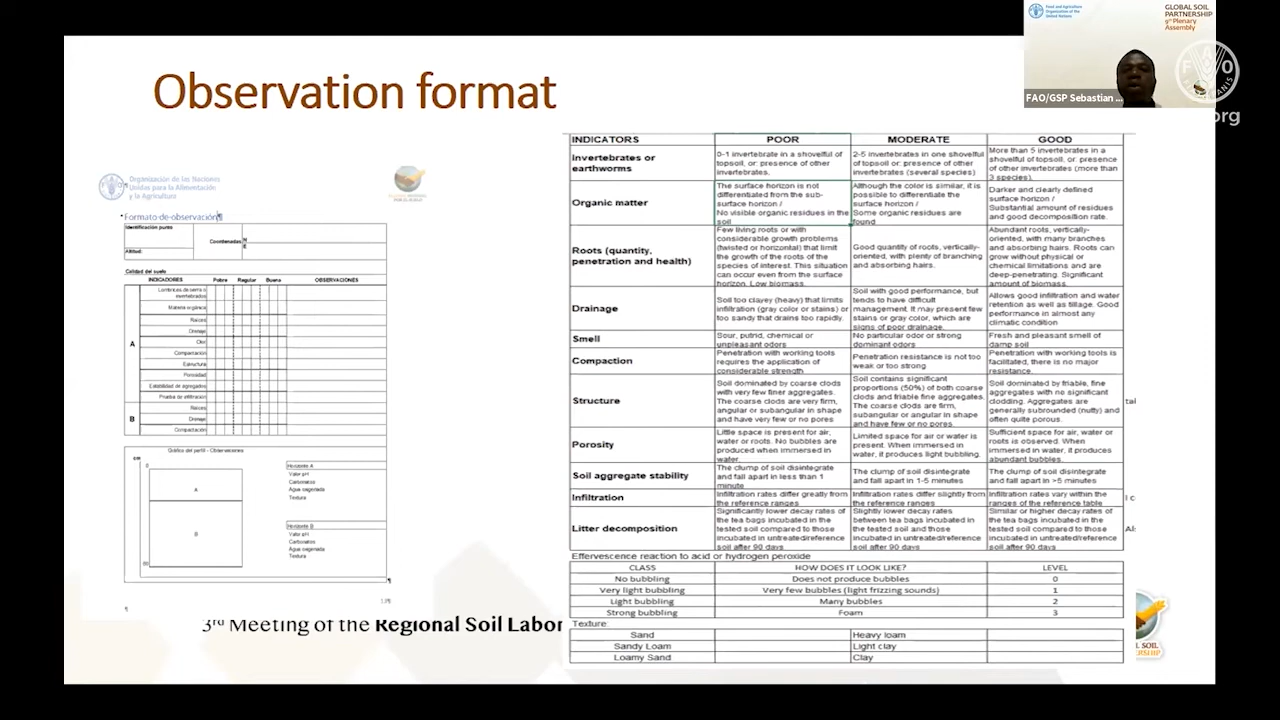 Food and Agriculture
Organization of the
United Nations
GLOBAL SOIL
PARTNERSHIP
9th Plenary
Assembly
FAO/GSP Sebastian ...
FAO
.org
Observation format
Organización de las Naciones
Unidas para la Alimentación
y la Agricultura
Formato de observación¶
Identificación punto
Coordenadas
N
E
Altitud:
Calidad del suelo
INDICADORES Pobre Regular Bueno OBSERVACIONES
A
Lombrices de tierra o
invertebrados
Materia orgánica
Raíces
Drenaje
Olor
Compactación
Estructura
Porosidad
Estabilidad de agregados
Prueba de infiltración
B
Raíces
Drenaje
Compactación
Gráfico del perfil - Observaciones
cm
0
A
B
Horizonte A
Valor pH
Carbonatos
Agua oxigenada
Textura
Horizonte B
Valor pH
Carbonatos
Agua oxigenada
Textura
INDICATORS POOR MODERATE GOOD
Invertebrates or
earthworms
0-1 invertebrate in a shovelful of
topsoil, or: presence of other
invertebrates.
2-5 invertebrates in one shovelful
of topsoil or: presence of other
invertebrates (several species)
More than 5 invertebrates in a
shovelful of topsoil, or: presence
of other invertebrates (more than
3 species).
Organic matter
The surface horizon is not
differentiated from the sub-
surface horizon /
No visible organic residues in the
soil
Although the color is similar, it is
possible to differentiate the
surface horizon /
Some organic residues are
found
Darker and clearly defined
surface horizon /
Substantial amount of residues
and good decomposition rate.
Roots (quantity,
penetration and health)
Few living roots or with
considerable growth problems
(twisted or horizontal) that limit
the growth of the roots of the
species of interest. This situation
can occur even from the surface
horizon. Low biomass.
Good quantity of roots, vertically-
oriented, with plenty of branching
and absorbing hairs.
Abundant roots, vertically-
oriented, with many branches
and absorbing hairs. Roots can
grow without physical or
chemical limitations and are
deep-penetrating. Significant
amount of biomass.
Drainage
Soil too clayey (heavy) that limits
infiltration (gray color or stains) or
too sandy that drains too rapidly.
Soil with good performance, but
tends to have difficult
management. It may present few
stains or gray color, which are
signs of poor drainage.
Allows good infiltration and water
retention as well as tillage. Good
performance in almost any
climatic condition
Smell
Sour, putrid, chemical or
unpleasant odors
No particular odor or strong
dominant odors
Fresh and pleasant smell of
damp soil
Compaction
Penetration with working tools
requires the application of
considerable strength
Penetration resistance is not too
weak or too strong
Penetration with working tools is
facilitated, there is no major
resistance.
Structure
Soil dominated by coarse clods
with very few finer aggregates.
The coarse clods are very firm,
angular or subangular in shape
and have very few or no pores
Soil contains significant
proportions (50%) of both coarse
clods and friable fine aggregates.
The coarse clods are firm,
subangular or angular in shape
and have few or no pores.
Soil dominated by friable, fine
aggregates with no significant
clodding. Aggregates are
generally subrounded (nutty) and
often quite porous.
Porosity
Little space is present for air,
water or roots. No bubbles are
produced when immersed in
water.
Limited space for air or water is
present. When immersed in
water, it produces light bubbling.
Sufficient space for air, water or
roots is observed. When
immersed in water, it produces
abundant bubbles.
Soil aggregate stability
The clump of soil disintegrate
and fall apart in less than 1
minute
The clump of soil disintegrate
and fall apart in 1-5 minutes
The clump of soil disintegrate
and fall apart in >5 minutes
Infiltration
Infiltration rates differ greatly from
the reference ranges
Infiltration rates differ slightly from
the reference ranges
Infiltration rates vary within the
ranges of the reference table
Litter decomposition
Significantly lower decay rates of
the tea bags incubated in the
tested soil compared to those
incubated in untreated/reference
soil after 90 days
Slightly lower decay rates
between tea bags incubated in
the tested soil and those
incubated in untreated/reference
soil after 90 days
Similar or higher decay rates of
the tea bags incubated in the
tested soil compared to those
incubated in untreated/reference
soil after 90 days
Effervescence reaction to acid or hydrogen peroxide
CLASS HOW DOES IT LOOK LIKE? LEVEL
No bubbling Does not produce bubbles 0
Very light bubbling Very few bubbles (light frizzing sounds) 1
Light bubbling Many bubbles 2
Strong bubbling Foam 3
Texture:
Sand Heavy loam
Sandy Loam Light clay
Loamy Sand Clay
3rd Meeting of the Regional Soil Labor